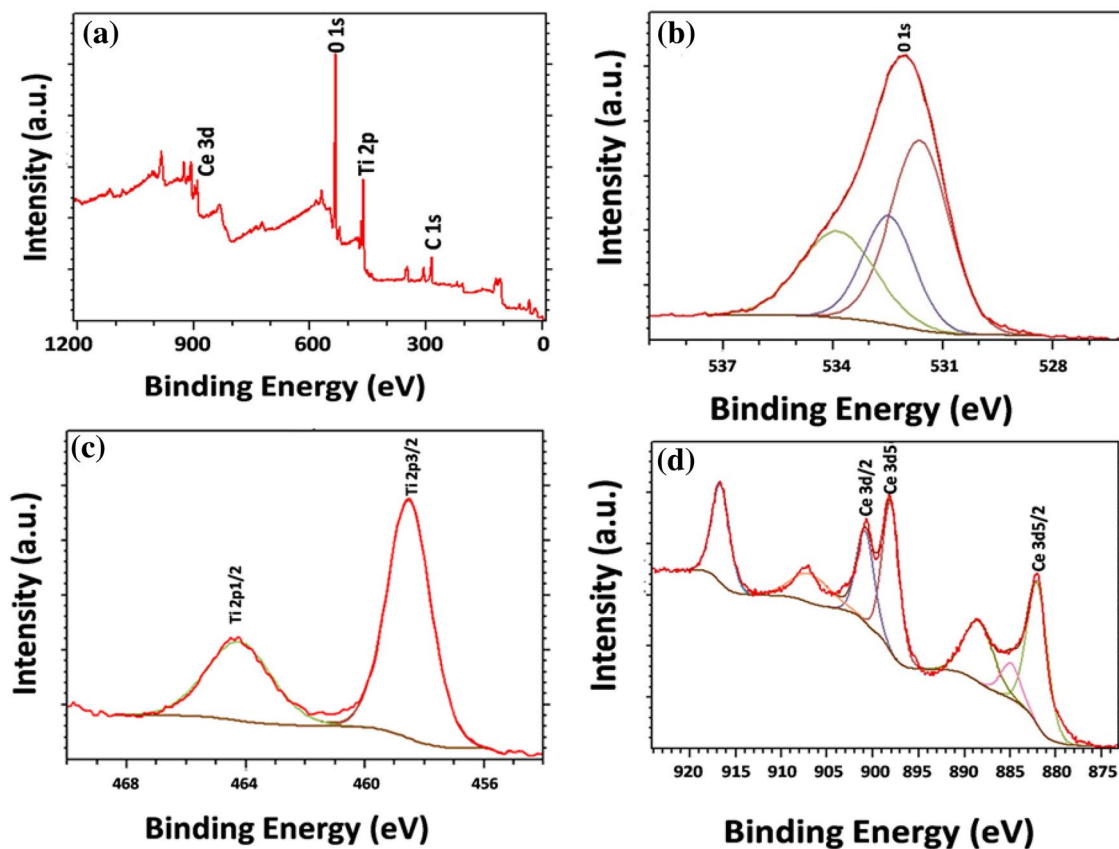 (a)
O 1s
Ce 3d
Ti 2p
C 1s
Intensity (a.u.)
1200 900 600 300 0
Binding Energy (eV)
(b)
O 1s
Intensity (a.u.)
537 534 531 528
Binding Energy (eV)
(c)
Ti 2p3/2
Ti 2p1/2
Intensity (a.u.)
468 464 460 456
Binding Energy (eV)
(d)
Ce 3d/2
Ce 3d5
Ce 3d5/2
Intensity (a.u.)
920 915 910 905 900 895 890 885 880 875
Binding Energy (eV)